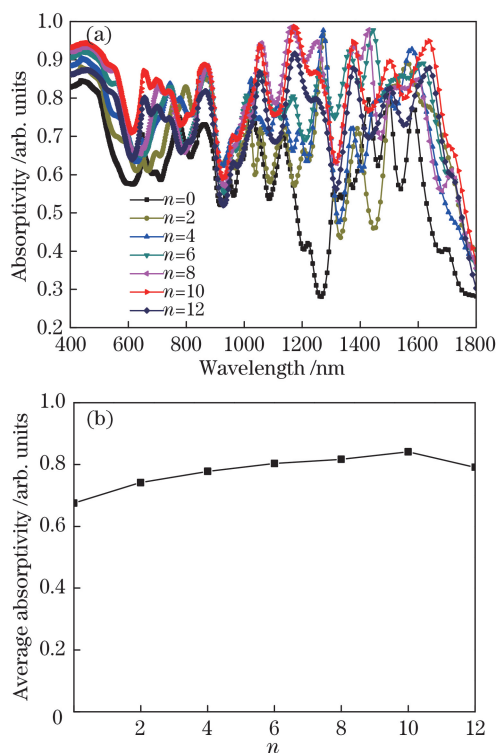 (a)
1.0
0.9
0.8
0.7
0.6
0.5
0.4
0.3
0.2
Absorptivity /arb. units
n=0
n=2
n=4
n=6
n=8
n=10
n=12
400 600 800 1000 1200 1400 1600 1800
Wavelength /nm
(b)
1.0
0.8
0.6
0.4
0.2
0
Average absorptivity /arb. units
2 4 6 8 10 12
n